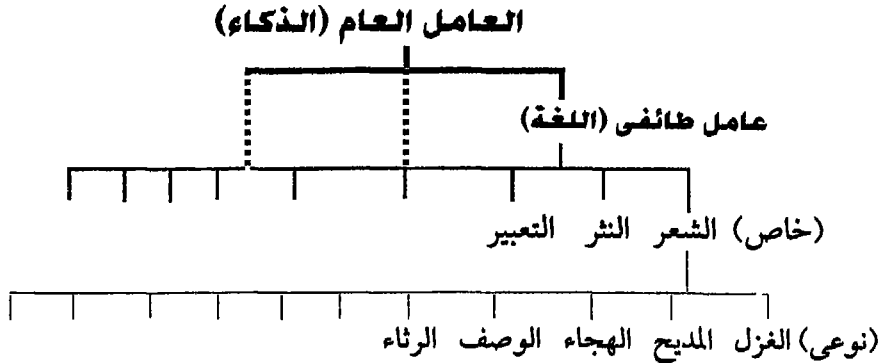 العامل العام (الذكاء)
عامل طائفى (اللغة)
(خاص) الشعر النثر التعبير
(نوعى) الغزل المديح الهجاء الوصف الرثاء